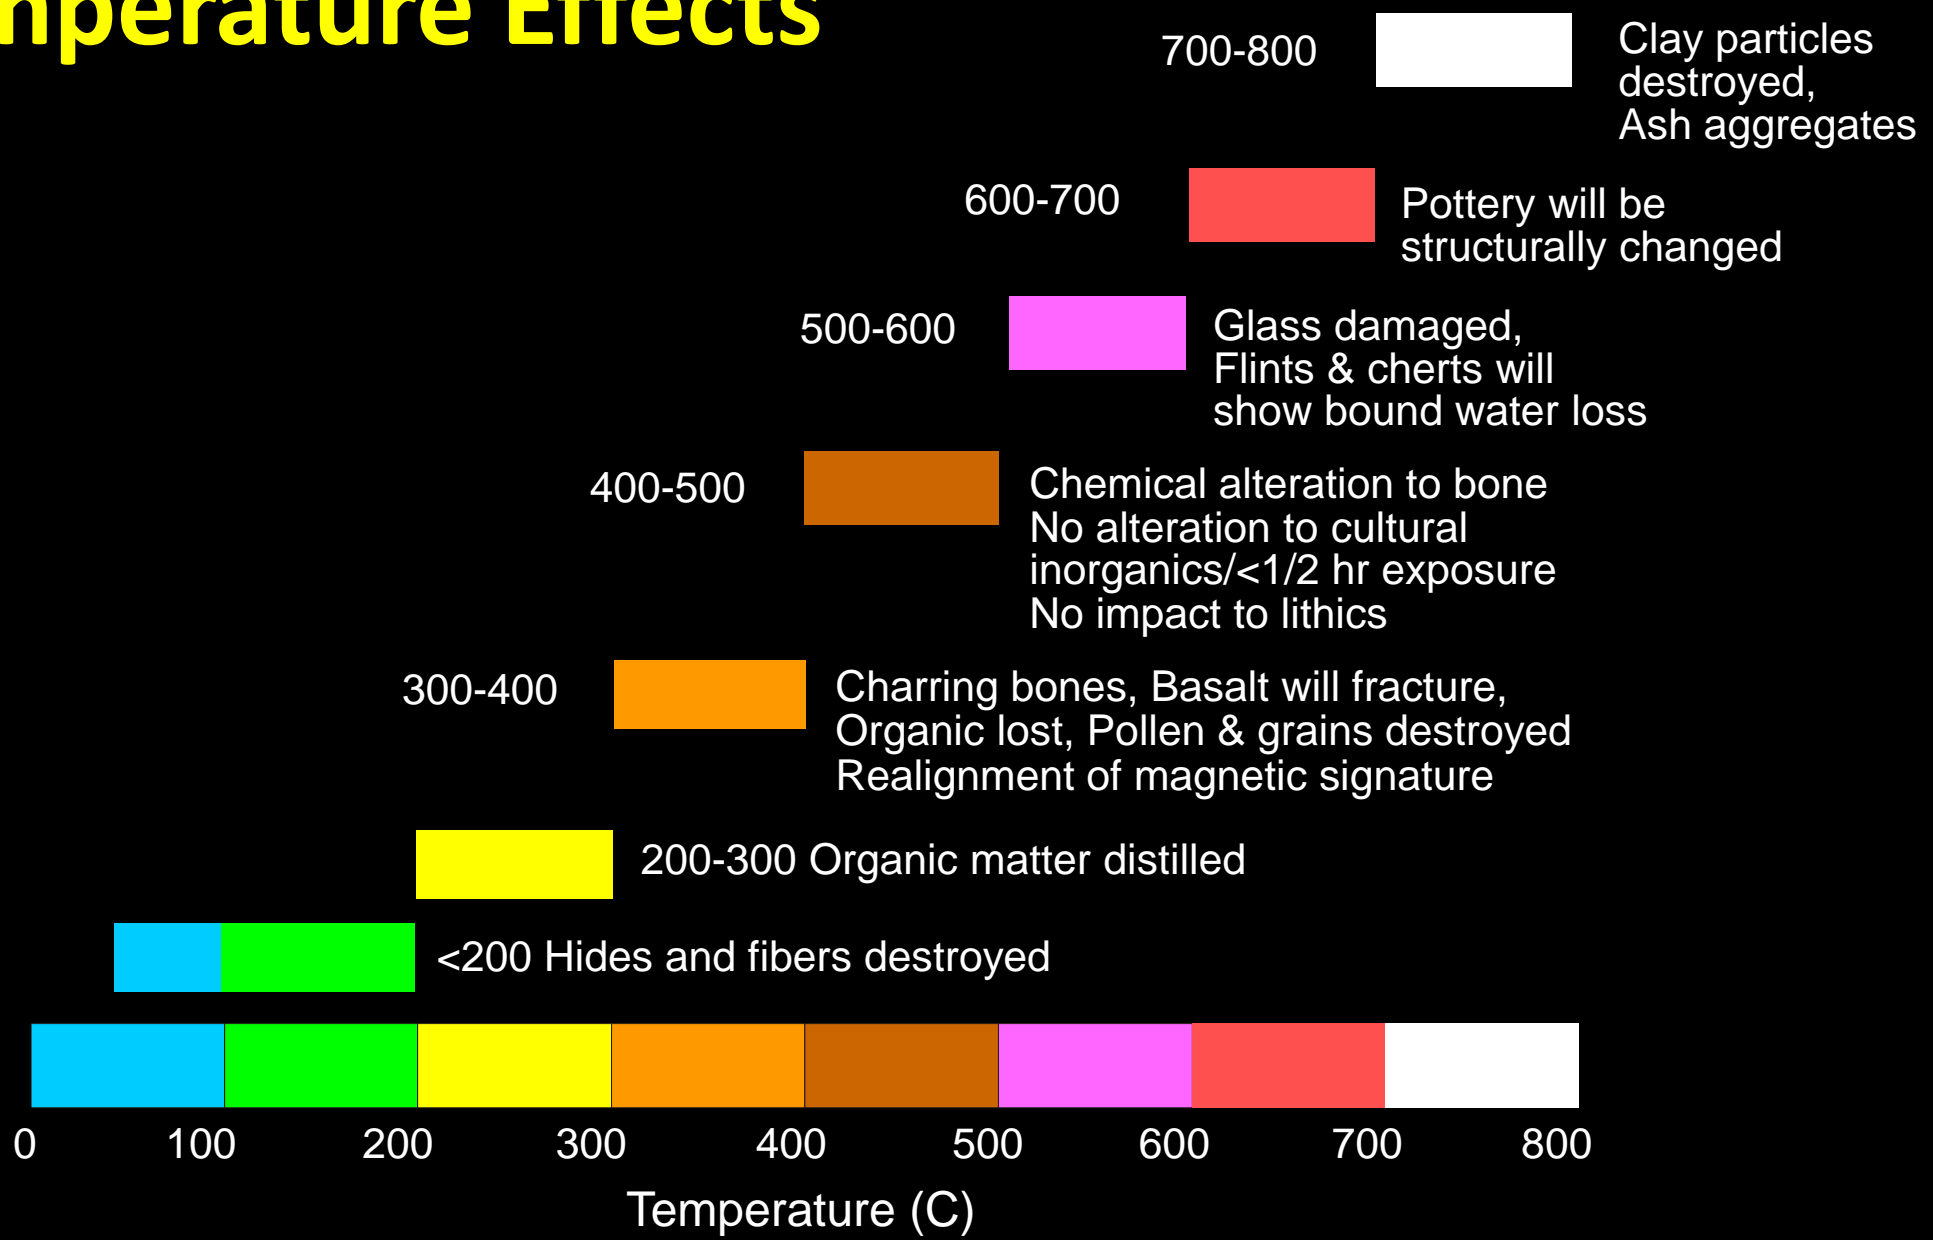 nperature Effects
700-800
Clay particles
destroyed,
Ash aggregates
600-700
Pottery will be
structurally changed
500-600
Glass damaged,
Flints & cherts will
show bound water loss
400-500
Chemical alteration to bone
No alteration to cultural
inorganics/<1/2 hr exposure
No impact to lithics
300-400
Charring bones, Basalt will fracture,
Organic lost, Pollen & grains destroyed
Realignment of magnetic signature
200-300 Organic matter distilled
<200 Hides and fibers destroyed
0 100 200 300 400 500 600 700 800
Temperature (C)